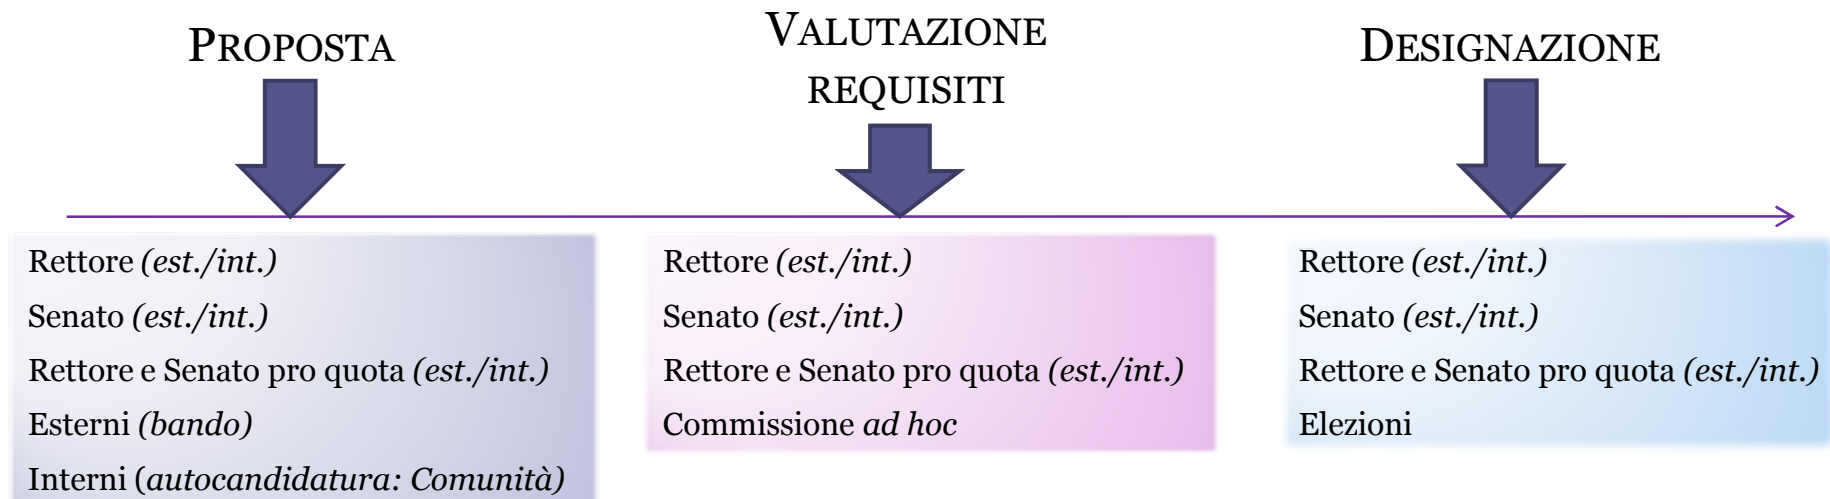 PROPOSTA
VALUTAZIONE
REQUISITI
DESIGNAZIONE
Rettore (est./int.)
Senato (est./int.)
Rettore e Senato pro quota (est./int.)
Esterni (bando)
Interni (autocandidatura: Comunità)
Rettore (est./int.)
Senato (est./int.)
Rettore e Senato pro quota (est./int.)
Commissione ad hoc
Rettore (est./int.)
Senato (est./int.)
Rettore e Senato pro quota (est./int.)
Elezioni